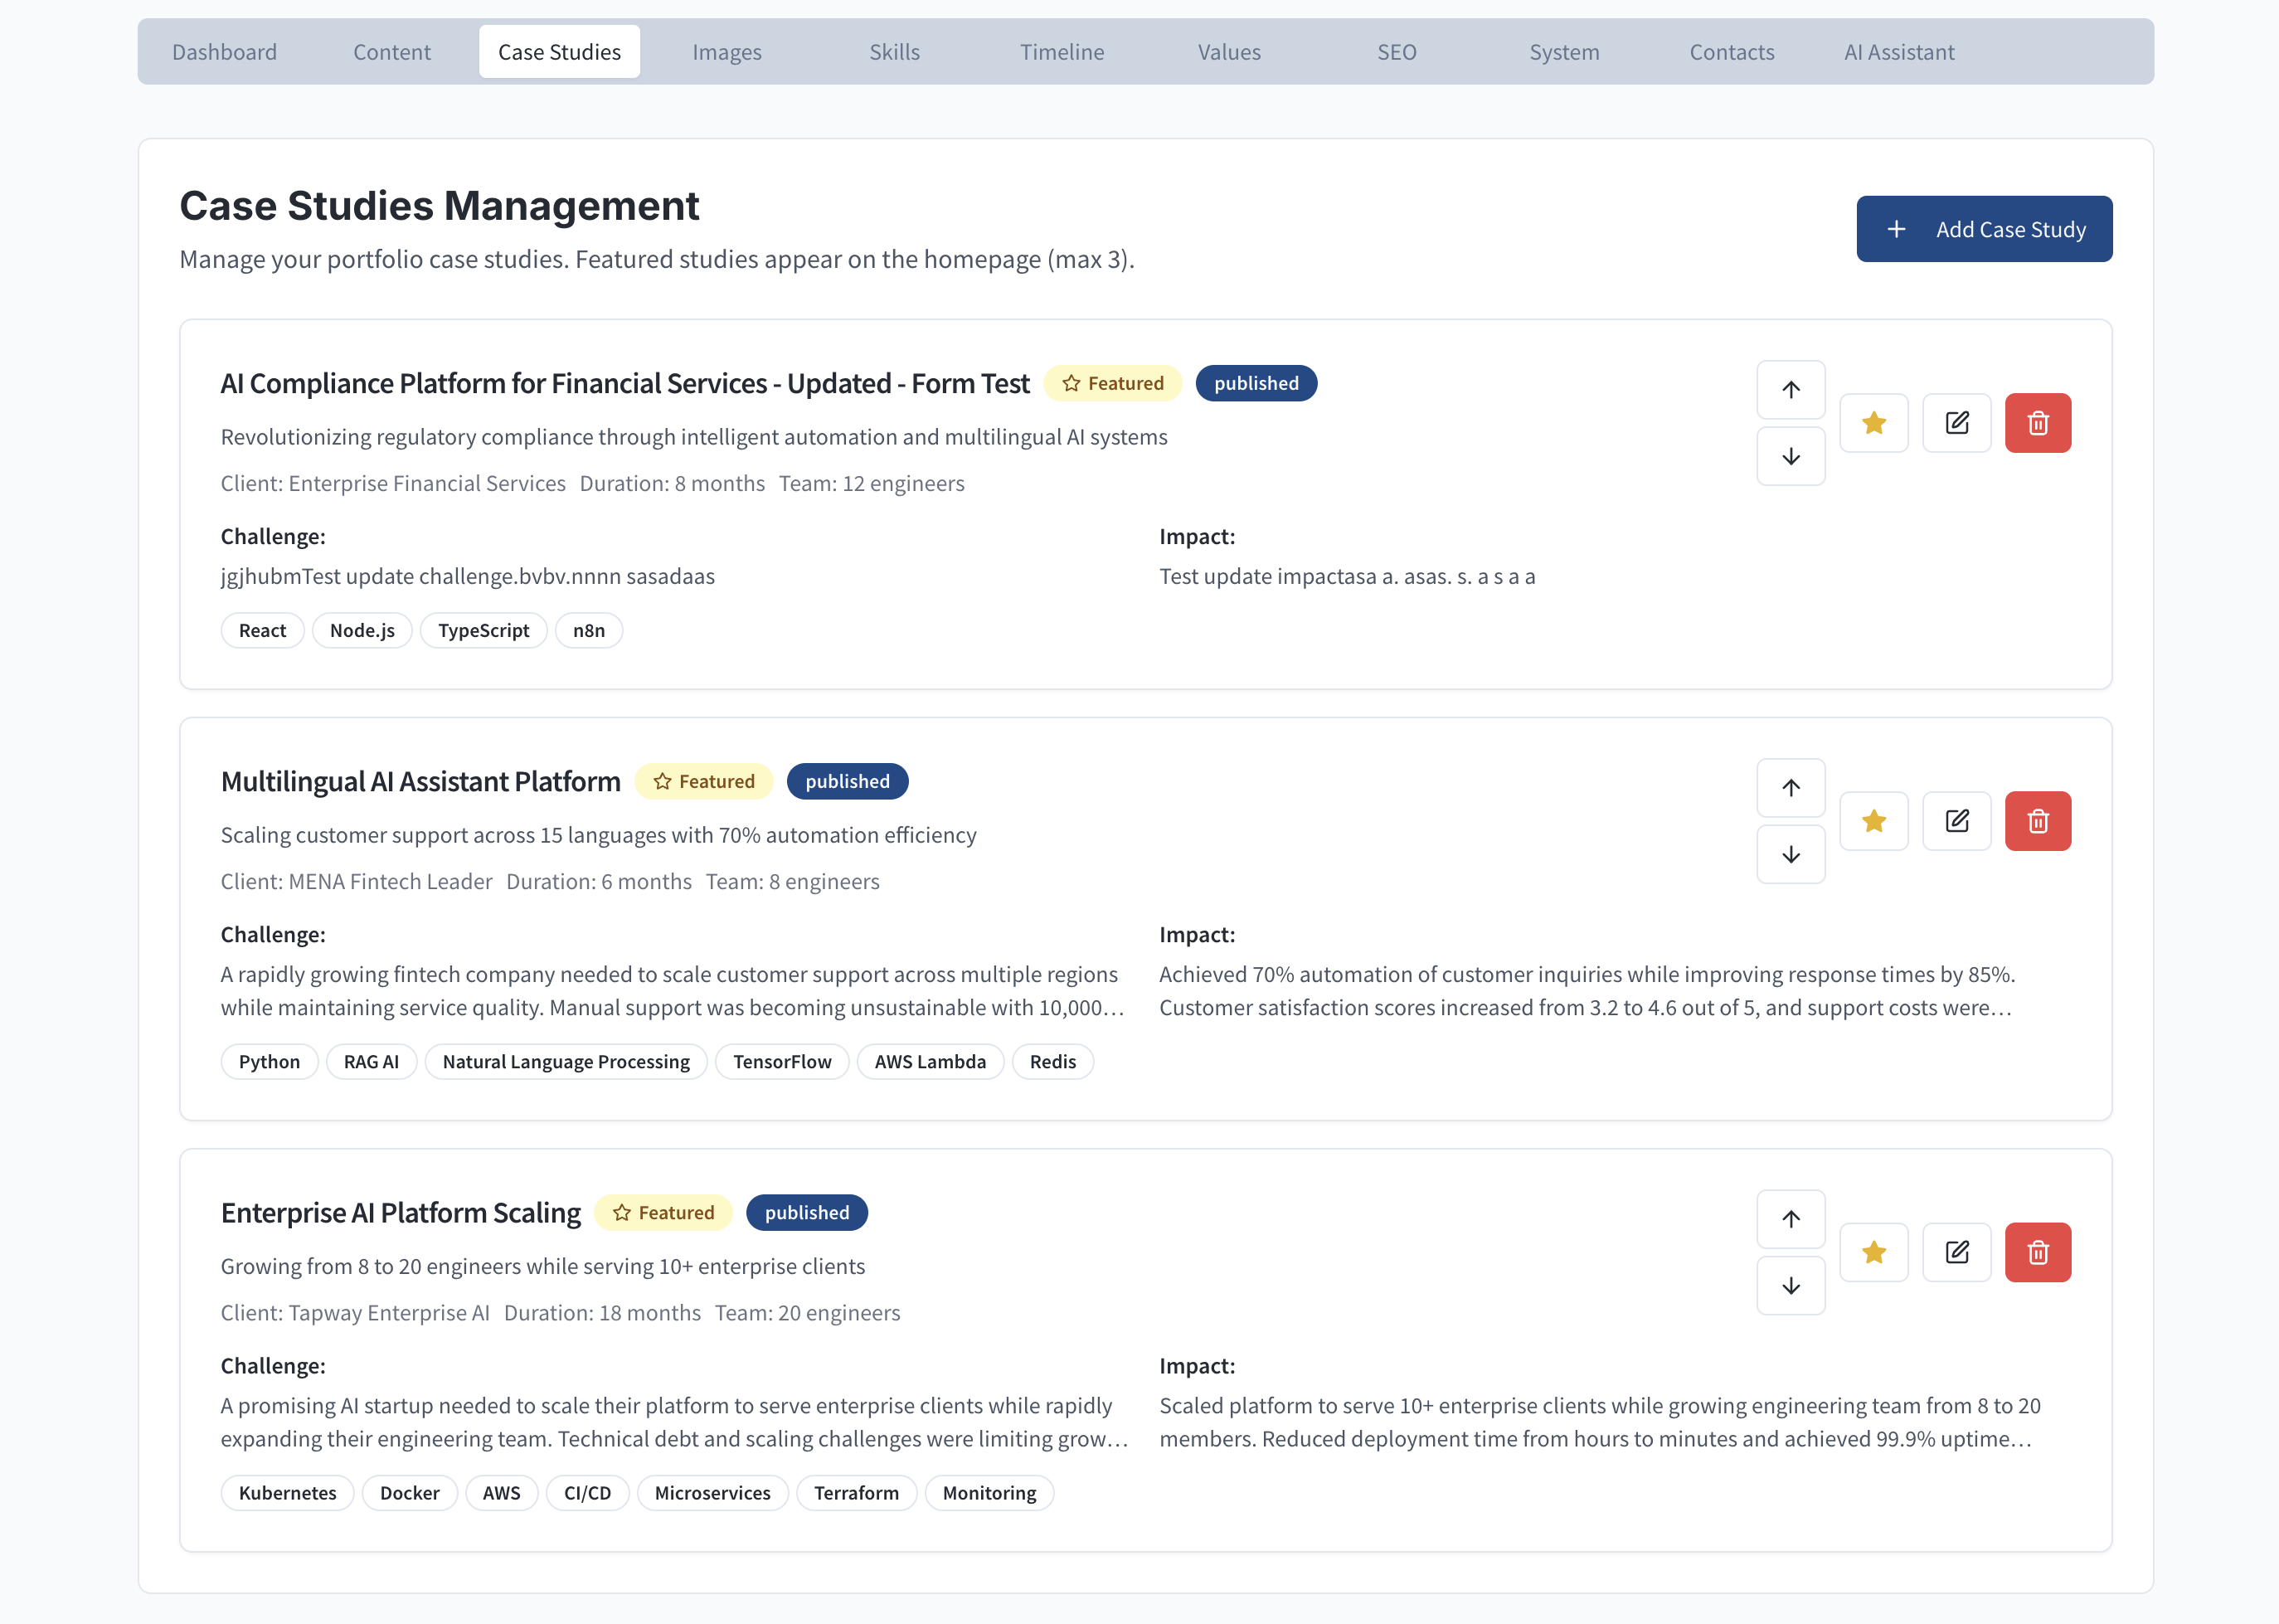 Dashboard Content Case Studies Images Skills Timeline Values SEO System Contacts AI Assistant
Case Studies Management
Manage your portfolio case studies. Featured studies appear on the homepage (max 3).
Add Case Study
AI Compliance Platform for Financial Services - Updated - Form Test Featured published
Revolutionizing regulatory compliance through intelligent automation and multilingual AI systems
Client: Enterprise Financial Services Duration: 8 months Team: 12 engineers
Challenge:
jgjhubmTest update challenge.bvbv.nnnn sasadaas
Impact:
Test update impactasa a. asas. s. a s a a
React Node.js TypeScript n8n
Multilingual AI Assistant Platform Featured published
Scaling customer support across 15 languages with 70% automation efficiency
Client: MENA Fintech Leader Duration: 6 months Team: 8 engineers
Challenge:
A rapidly growing fintech company needed to scale customer support across multiple regions
while maintaining service quality. Manual support was becoming unsustainable with 10,000…
Impact:
Achieved 70% automation of customer inquiries while improving response times by 85%.
Customer satisfaction scores increased from 3.2 to 4.6 out of 5, and support costs were…
Python RAG AI Natural Language Processing TensorFlow AWS Lambda Redis
Enterprise AI Platform Scaling Featured published
Growing from 8 to 20 engineers while serving 10+ enterprise clients
Client: Tapway Enterprise AI Duration: 18 months Team: 20 engineers
Challenge:
A promising AI startup needed to scale their platform to serve enterprise clients while rapidly
expanding their engineering team. Technical debt and scaling challenges were limiting grow…
Impact:
Scaled platform to serve 10+ enterprise clients while growing engineering team from 8 to 20
members. Reduced deployment time from hours to minutes and achieved 99.9% uptime…
Kubernetes Docker AWS CI/CD Microservices Terraform Monitoring